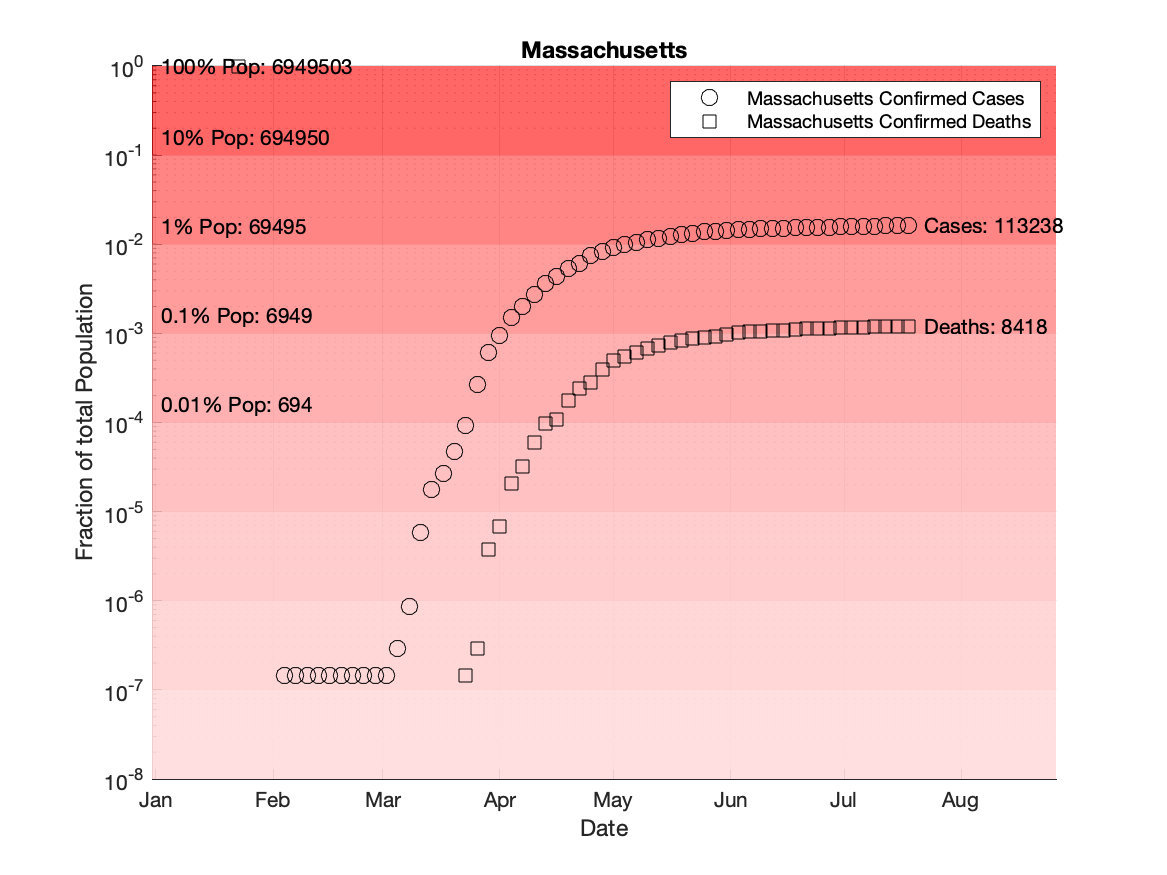 Massachusetts
10^0
100% Pop: 6949503
Massachusetts Confirmed Cases
Massachusetts Confirmed Deaths
10% Pop: 694950
10^-1
1% Pop: 69495
Cases: 113238
10^-2
0.1% Pop: 6949
Deaths: 8418
10^-3
0.01% Pop: 694
10^-4
10^-5
10^-6
10^-7
10^-8
Fraction of total Population
Jan Feb Mar Apr May Jun Jul Aug
Date